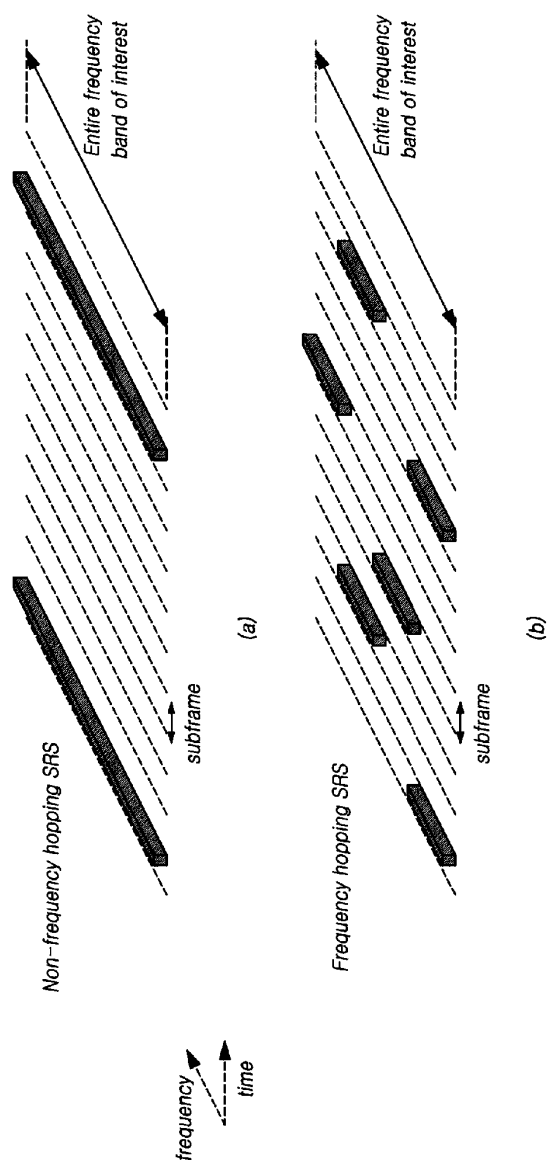 Non-frequency hopping SRS
Entire frequency
band of interest
subframe
(a)
frequency
time
Frequency hopping SRS
Entire frequency
band of interest
subframe
(b)